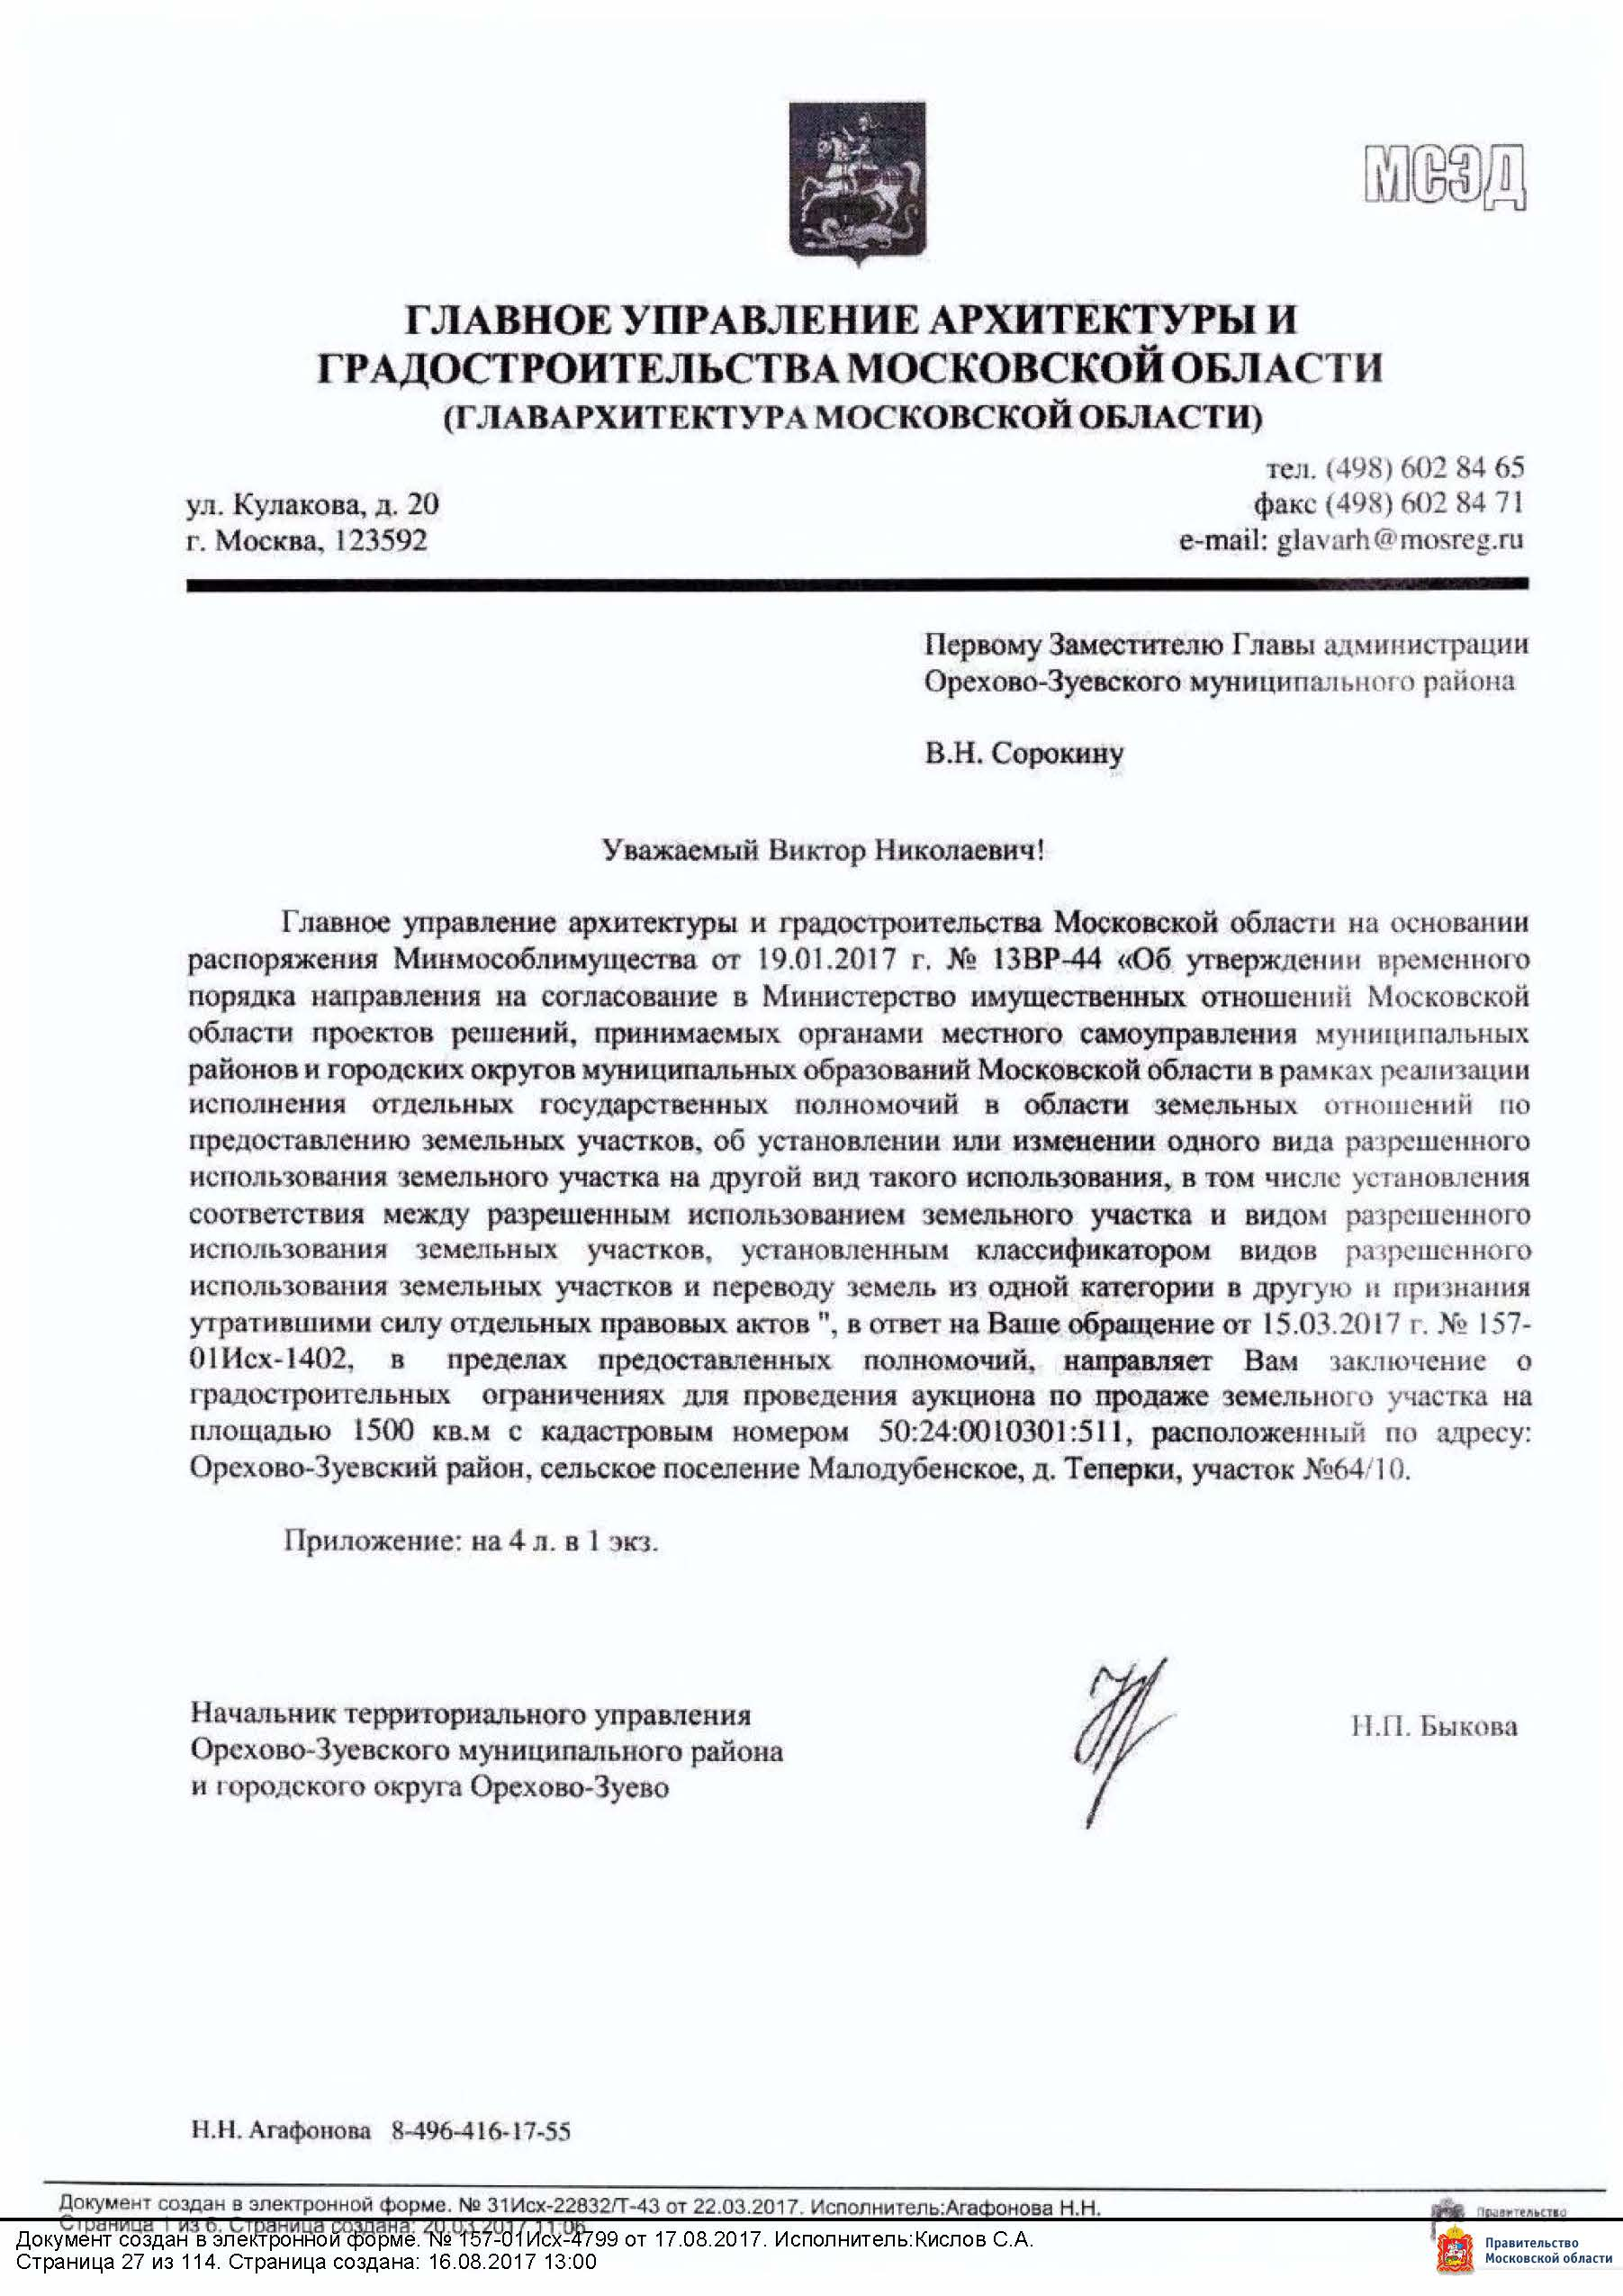 МСЭД
ГЛАВНОЕ УПРАВЛЕНИЕ АРХИТЕКТУРЫ И
ГРАДОСТРОИТЕЛЬСТВА МОСКОВСКОЙ ОБЛАСТИ
(ГЛАВАРХИТЕКТУРА МОСКОВСКОЙ ОБЛАСТИ)
тел. (498) 602 84 65
ул. Кулакова, д. 20 факс (498) 602 84 71
г. Москва, 123592 e-mail: glavarh@mosreg.ru
Первому Заместителю Главы администрации
Орехово-Зуевского муниципального района
В.Н. Сорокину
Уважаемый Виктор Николаевич!
Главное управление архитектуры и градостроительства Московской области на основании
распоряжения Минмособлимущества от 19.01.2017 г. № 13ВР-44 «Об утверждении временного
порядка направления на согласование в Министерство имущественных отношений Московской
области проектов решений, принимаемых органами местного самоуправления муниципальных
районов и городских округов муниципальных образований Московской области в рамках реализации
исполнения отдельных государственных полномочий в области земельных отношений по
предоставлению земельных участков, об установлении или изменении одного вида разрешенного
использования земельного участка на другой вид такого использования, в том числе установления
соответствия между разрешенным использованием земельного участка и видом разрешенного
использования земельных участков, установленным классификатором видов разрешенного
использования земельных участков и переводу земель из одной категории в другую и признания
утратившими силу отдельных правовых актов ", в ответ на Ваше обращение от 15.03.2017 г. № 157-
01Исх-1402, в пределах предоставленных полномочий, направляет Вам заключение о
градостроительных ограничениях для проведения аукциона по продаже земельного участка на
площадью 1500 кв.м с кадастровым номером 50:24:0010301:511, расположенный по адресу:
Орехово-Зуевский район, сельское поселение Малодубенское, д. Теперки, участок №64/10.
Приложение: на 4 л. в 1 экз.
Начальник территориального управления
Орехово-Зуевского муниципального района
и городского округа Орехово-Зуево
Н.П. Быкова
Н.Н. Агафонова 8-496-416-17-55
Документ создан в электронной форме. № 31Исх-22832/Т-43 от 22.03.2017. Исполнитель:Агафонова Н.Н.
Страница 1 из 6. Страница создана: 20.03.2017 11:06
Правительство
Документ создан в электронной форме. № 157-01Исх-4799 от 17.08.2017. Исполнитель:Кислов С.А.
Страница 27 из 114. Страница создана: 16.08.2017 13:00
Правительство
Московской области